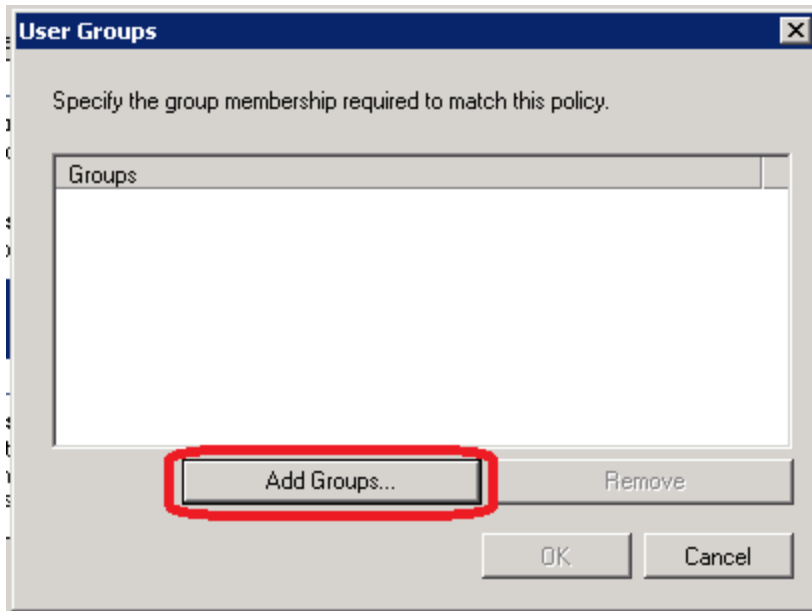 User Groups
Specify the group membership required to match this policy.
Groups
Add Groups...
Remove
OK
Cancel